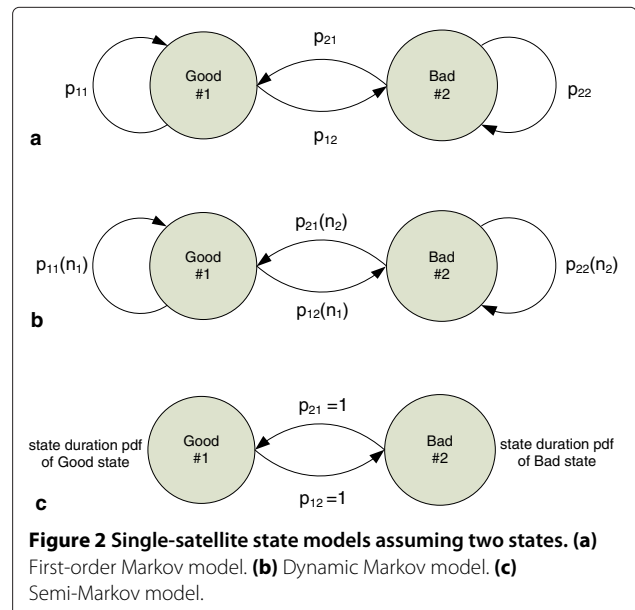 p21
Good
#1
Bad
#2
p11
p22
p12
a
p21(n2)
Good
#1
Bad
#2
p11(n1)
p22(n2)
p12(n1)
b
p21 =1
state duration pdf
of Good state
Good
#1
Bad
#2
state duration pdf
of Bad state
p12 =1
c
Figure 2 Single-satellite state models assuming two states. (a)
First-order Markov model. (b) Dynamic Markov model. (c)
Semi-Markov model.